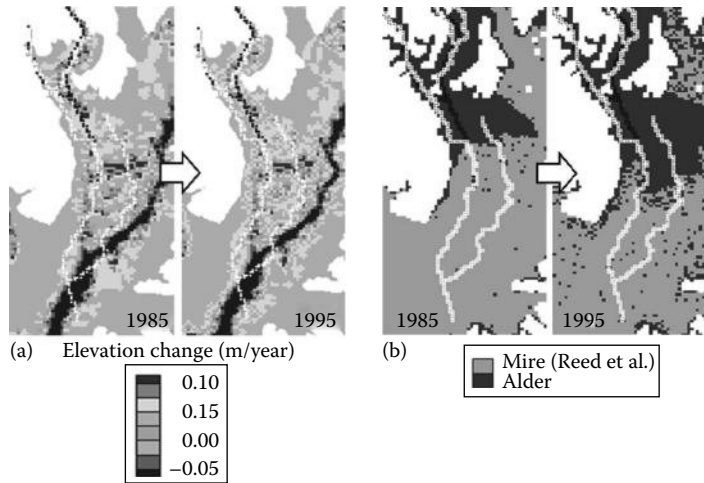 1985
1995
1985
1995
(a) Elevation change (m/year)
0.10
0.15
0.00
−0.05
(b)
Mire (Reed et al.)
Alder